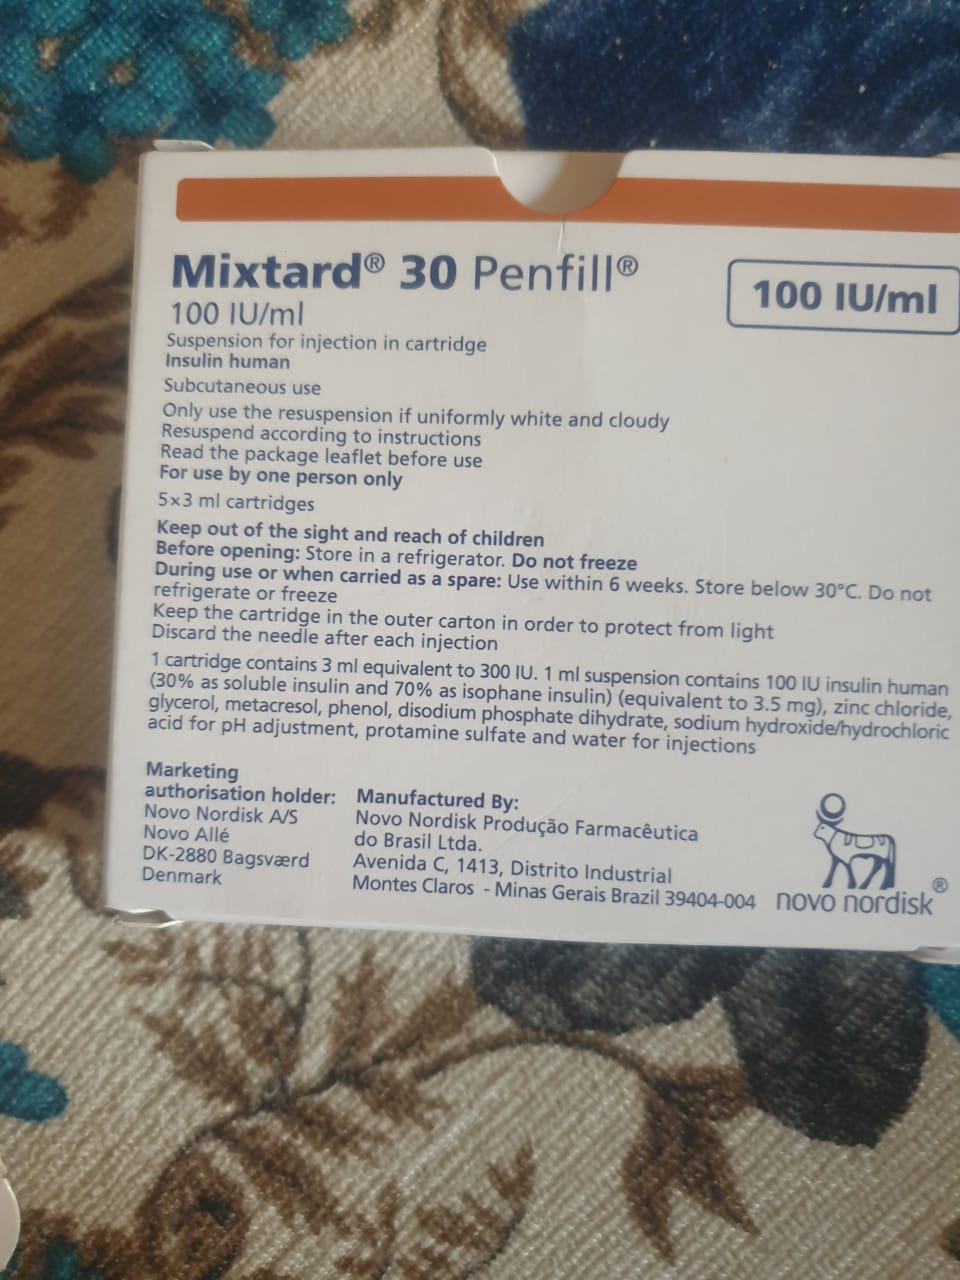 Mixtard® 30 Penfill®
100 IU/ml
100 IU/ml
Suspension for injection in cartridge
Insulin human
Subcutaneous use
Only use the resuspension if uniformly white and cloudy
Resuspend according to instructions
Read the package leaflet before use
For use by one person only
5×3 ml cartridges
Keep out of the sight and reach of children
Before opening: Store in a refrigerator. Do not freeze
During use or when carried as a spare: Use within 6 weeks. Store below 30°C. Do not
refrigerate or freeze
Keep the cartridge in the outer carton in order to protect from light
Discard the needle after each injection
1 cartridge contains 3 ml equivalent to 300 IU. 1 ml suspension contains 100 IU insulin human
(30% as soluble insulin and 70% as isophane insulin) (equivalent to 3.5 mg), zinc chloride,
glycerol, metacresol, phenol, disodium phosphate dihydrate, sodium hydroxide/hydrochloric
acid for pH adjustment, protamine sulfate and water for injections
Marketing
authorisation holder:
Novo Nordisk A/S
Novo Allé
DK-2880 Bagsværd
Denmark
Manufactured By:
Novo Nordisk Produção Farmacêutica
do Brasil Ltda.
Avenida C, 1413, Distrito Industrial
Montes Claros - Minas Gerais Brazil 39404-004
novo nordisk®